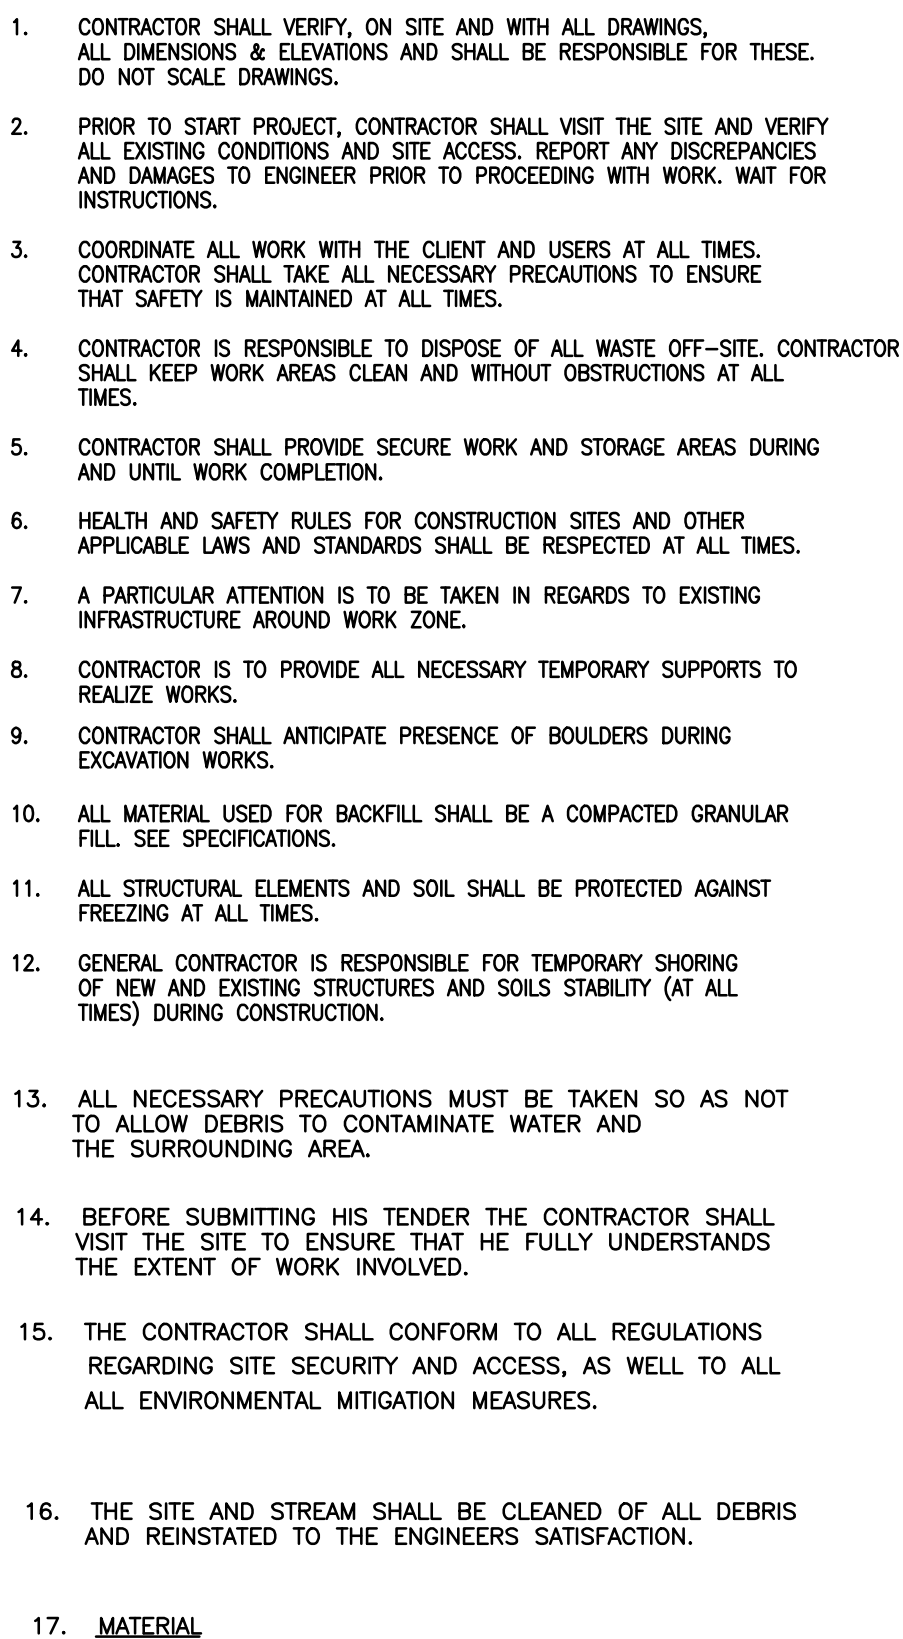 1. CONTRACTOR SHALL VERIFY, ON SITE AND WITH ALL DRAWINGS,
ALL DIMENSIONS & ELEVATIONS AND SHALL BE RESPONSIBLE FOR THESE.
DO NOT SCALE DRAWINGS.
2. PRIOR TO START PROJECT, CONTRACTOR SHALL VISIT THE SITE AND VERIFY
ALL EXISTING CONDITIONS AND SITE ACCESS. REPORT ANY DISCREPANCIES
AND DAMAGES TO ENGINEER PRIOR TO PROCEEDING WITH WORK. WAIT FOR
INSTRUCTIONS.
3. COORDINATE ALL WORK WITH THE CLIENT AND USERS AT ALL TIMES.
CONTRACTOR SHALL TAKE ALL NECESSARY PRECAUTIONS TO ENSURE
THAT SAFETY IS MAINTAINED AT ALL TIMES.
4. CONTRACTOR IS RESPONSIBLE TO DISPOSE OF ALL WASTE OFF-SITE. CONTRACTOR
SHALL KEEP WORK AREAS CLEAN AND WITHOUT OBSTRUCTIONS AT ALL
TIMES.
5. CONTRACTOR SHALL PROVIDE SECURE WORK AND STORAGE AREAS DURING
AND UNTIL WORK COMPLETION.
6. HEALTH AND SAFETY RULES FOR CONSTRUCTION SITES AND OTHER
APPLICABLE LAWS AND STANDARDS SHALL BE RESPECTED AT ALL TIMES.
7. A PARTICULAR ATTENTION IS TO BE TAKEN IN REGARDS TO EXISTING
INFRASTRUCTURE AROUND WORK ZONE.
8. CONTRACTOR IS TO PROVIDE ALL NECESSARY TEMPORARY SUPPORTS TO
REALIZE WORKS.
9. CONTRACTOR SHALL ANTICIPATE PRESENCE OF BOULDERS DURING
EXCAVATION WORKS.
10. ALL MATERIAL USED FOR BACKFILL SHALL BE A COMPACTED GRANULAR
FILL. SEE SPECIFICATIONS.
11. ALL STRUCTURAL ELEMENTS AND SOIL SHALL BE PROTECTED AGAINST
FREEZING AT ALL TIMES.
12. GENERAL CONTRACTOR IS RESPONSIBLE FOR TEMPORARY SHORING
OF NEW AND EXISTING STRUCTURES AND SOILS STABILITY (AT ALL
TIMES) DURING CONSTRUCTION.
13. ALL NECESSARY PRECAUTIONS MUST BE TAKEN SO AS NOT
TO ALLOW DEBRIS TO CONTAMINATE WATER AND
THE SURROUNDING AREA.
14. BEFORE SUBMITTING HIS TENDER THE CONTRACTOR SHALL
VISIT THE SITE TO ENSURE THAT HE FULLY UNDERSTANDS
THE EXTENT OF WORK INVOLVED.
15. THE CONTRACTOR SHALL CONFORM TO ALL REGULATIONS
REGARDING SITE SECURITY AND ACCESS, AS WELL TO ALL
ALL ENVIRONMENTAL MITIGATION MEASURES.
16. THE SITE AND STREAM SHALL BE CLEANED OF ALL DEBRIS
AND REINSTATED TO THE ENGINEERS SATISFACTION.
17. MATERIAL